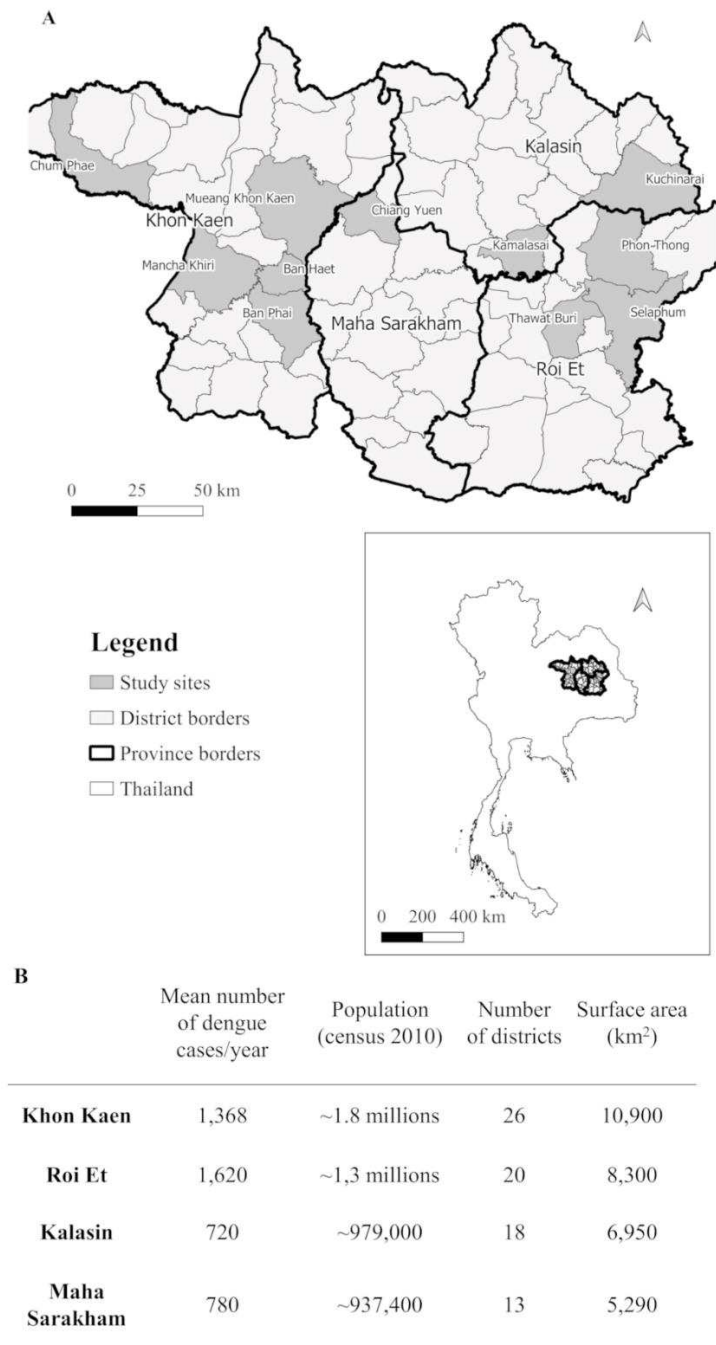 A
Kalasin
Chum Phae
Kuchinarai
Mueang Khon Kaen
Chiang Yuen
Khon Kaen
Kamalasai
Phon-Thong
Mancha Khiri
Ban Haet
Ban Phai
Maha Sarakham
Thawat Buri
Selaphum
Roi Et
0 25 50 km
Legend
Study sites
District borders
Province borders
Thailand
0 200 400 km
B
Mean number of dengue cases/year
Population (census 2010)
Number of districts
Surface area (km²)
Khon Kaen 1,368 ~1.8 millions 26 10,900
Roi Et 1,620 ~1,3 millions 20 8,300
Kalasin 720 ~979,000 18 6,950
Maha Sarakham 780 ~937,400 13 5,290